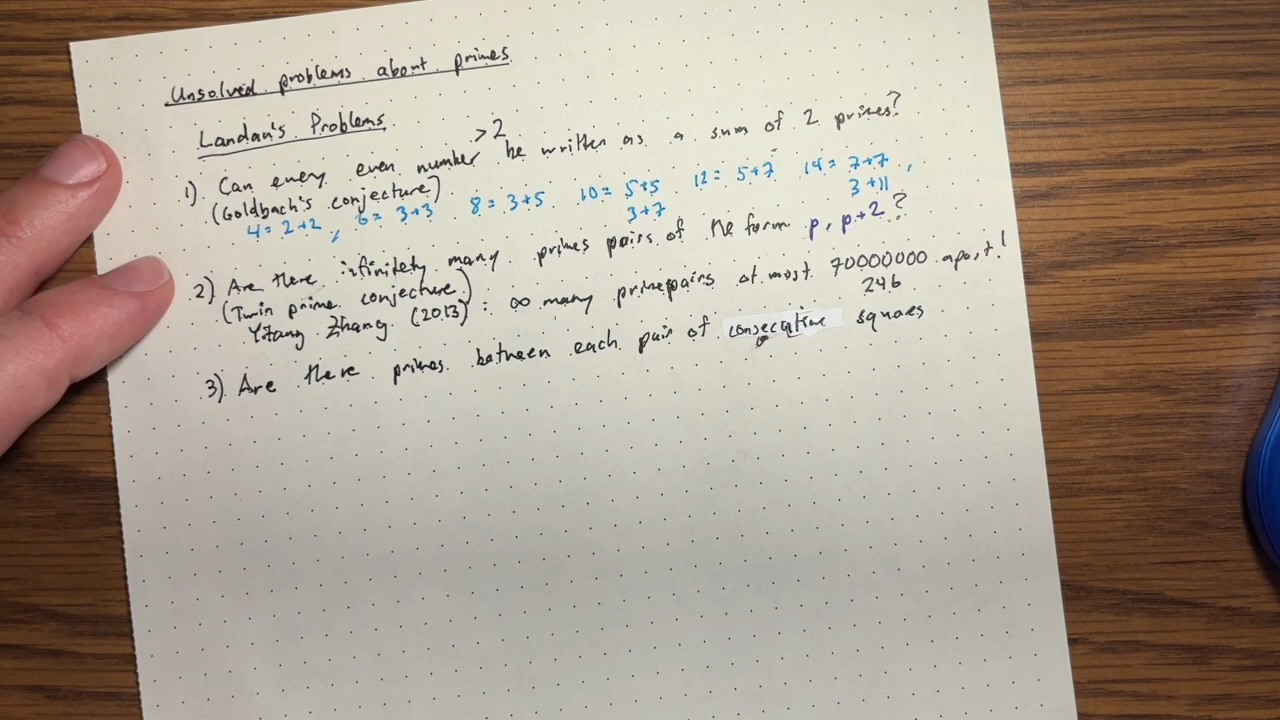 Unsolved problems about primes
Landau's Problems
1) Can every even number >2 be written as a sum of 2 primes?
(Goldbach's conjecture)
4 = 2+2, 6 = 3+3 8 = 3+5 10 = 5+5 12 = 5+7 14 = 7+7,
3+7 3+11
2) Are there infinitely many primes pairs of the form p, p+2?
(Twin prime conjecture)
Yitang Zhang (2013) : ∞ many prime pairs at most 70000000 apart!
246
3) Are there primes between each pair of consecutive squares